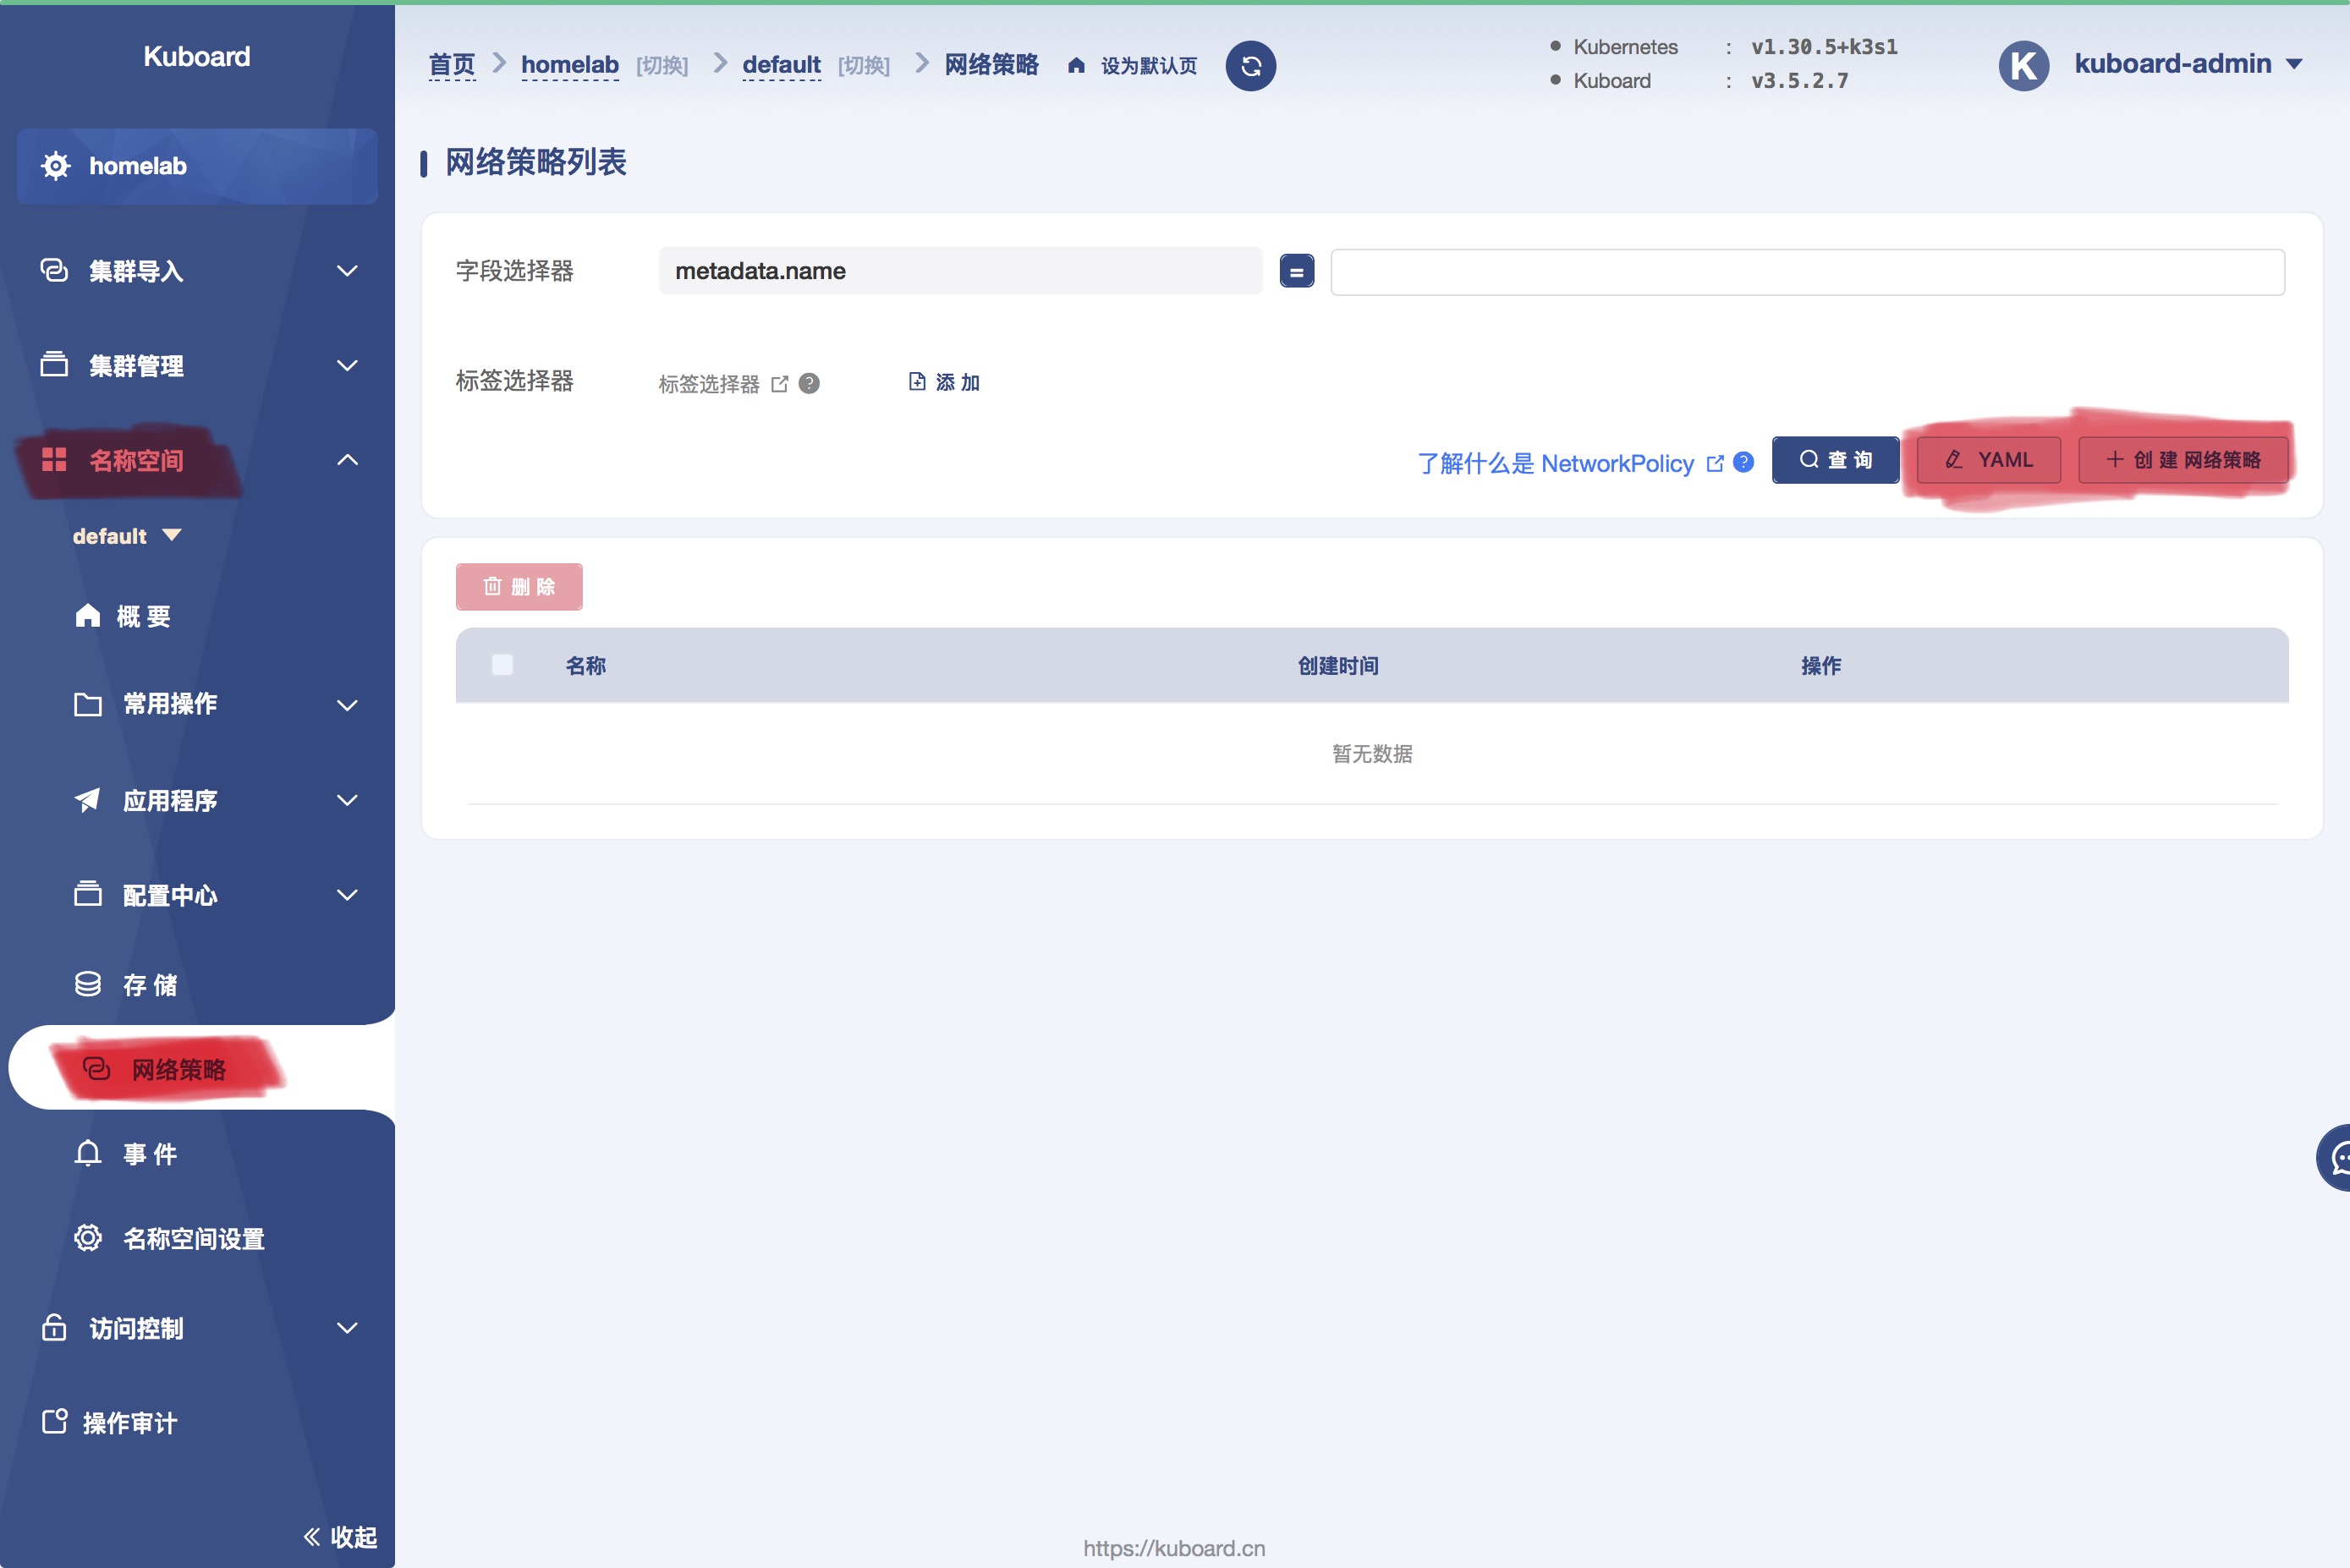 Kuboard
homelab
集群导入
集群管理
名称空间
default
概 要
常用操作
应用程序
配置中心
存 储
网络策略
事 件
名称空间设置
访问控制
操作审计
收起
首页 homelab [切换] default [切换] 网络策略 设为默认页
Kubernetes : v1.30.5+k3s1
Kuboard : v3.5.2.7
K kuboard-admin
网络策略列表
字段选择器 metadata.name =
标签选择器 标签选择器 ? 添 加
了解什么是 NetworkPolicy ? 查 询 YAML 创 建 网络策略
删 除
名称 创建时间 操作
暂无数据
https://kuboard.cn